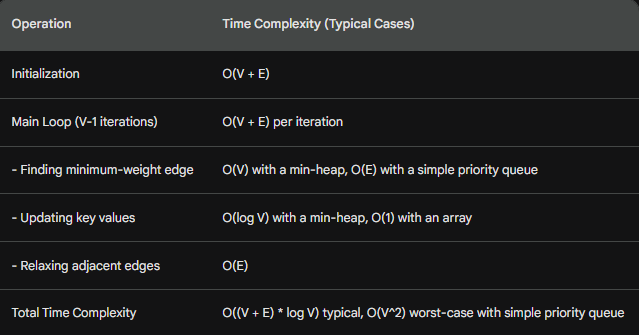 Operation Time Complexity (Typical Cases)
Initialization O(V + E)
Main Loop (V-1 iterations) O(V + E) per iteration
- Finding minimum-weight edge O(V) with a min-heap, O(E) with a simple priority queue
- Updating key values O(log V) with a min-heap, O(1) with an array
- Relaxing adjacent edges O(E)
Total Time Complexity O((V + E) * log V) typical, O(V^2) worst-case with simple priority queue